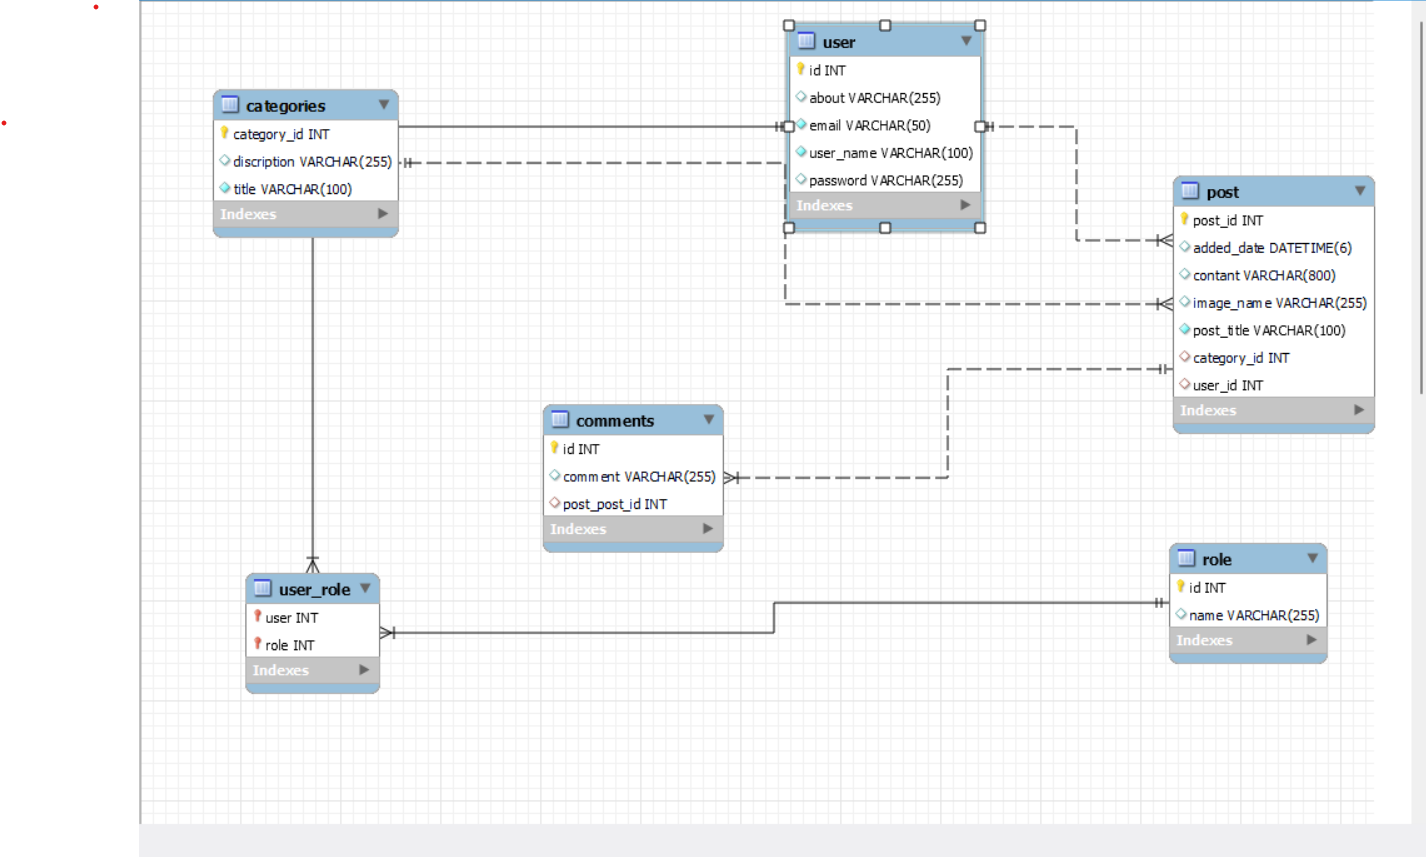 user
id INT
about VARCHAR(255)
email VARCHAR(50)
user_name VARCHAR(100)
password VARCHAR(255)
Indexes
categories
category_id INT
discription VARCHAR(255)
title VARCHAR(100)
Indexes
post
post_id INT
added_date DATETIME(6)
contant VARCHAR(800)
image_name VARCHAR(255)
post_title VARCHAR(100)
category_id INT
user_id INT
Indexes
comments
id INT
comment VARCHAR(255)
post_post_id INT
Indexes
role
id INT
name VARCHAR(255)
Indexes
user_role
user INT
role INT
Indexes